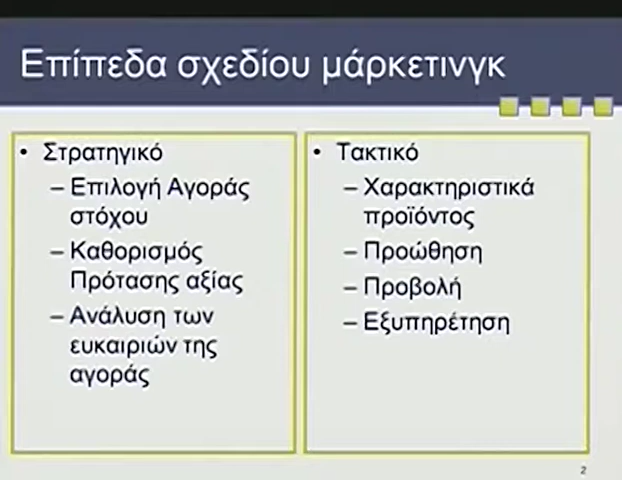 Επίπεδα σχεδίου μάρκετινγκ
• Στρατηγικό
– Επιλογή Αγοράς
στόχου
– Καθορισμός
Πρότασης αξίας
– Ανάλυση των
ευκαιριών της
αγοράς
• Τακτικό
– Χαρακτηριστικά
προϊόντος
– Προώθηση
– Προβολή
– Εξυπηρέτηση
2